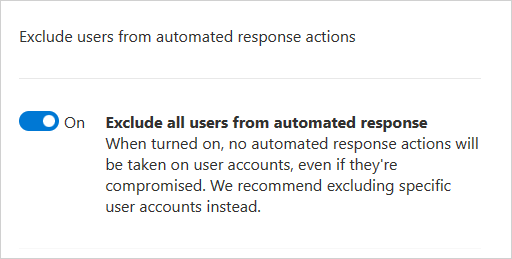 Exclude users from automated response actions
On
Exclude all users from automated response
When turned on, no automated response actions will
be taken on user accounts, even if they're
compromised. We recommend excluding specific
user accounts instead.